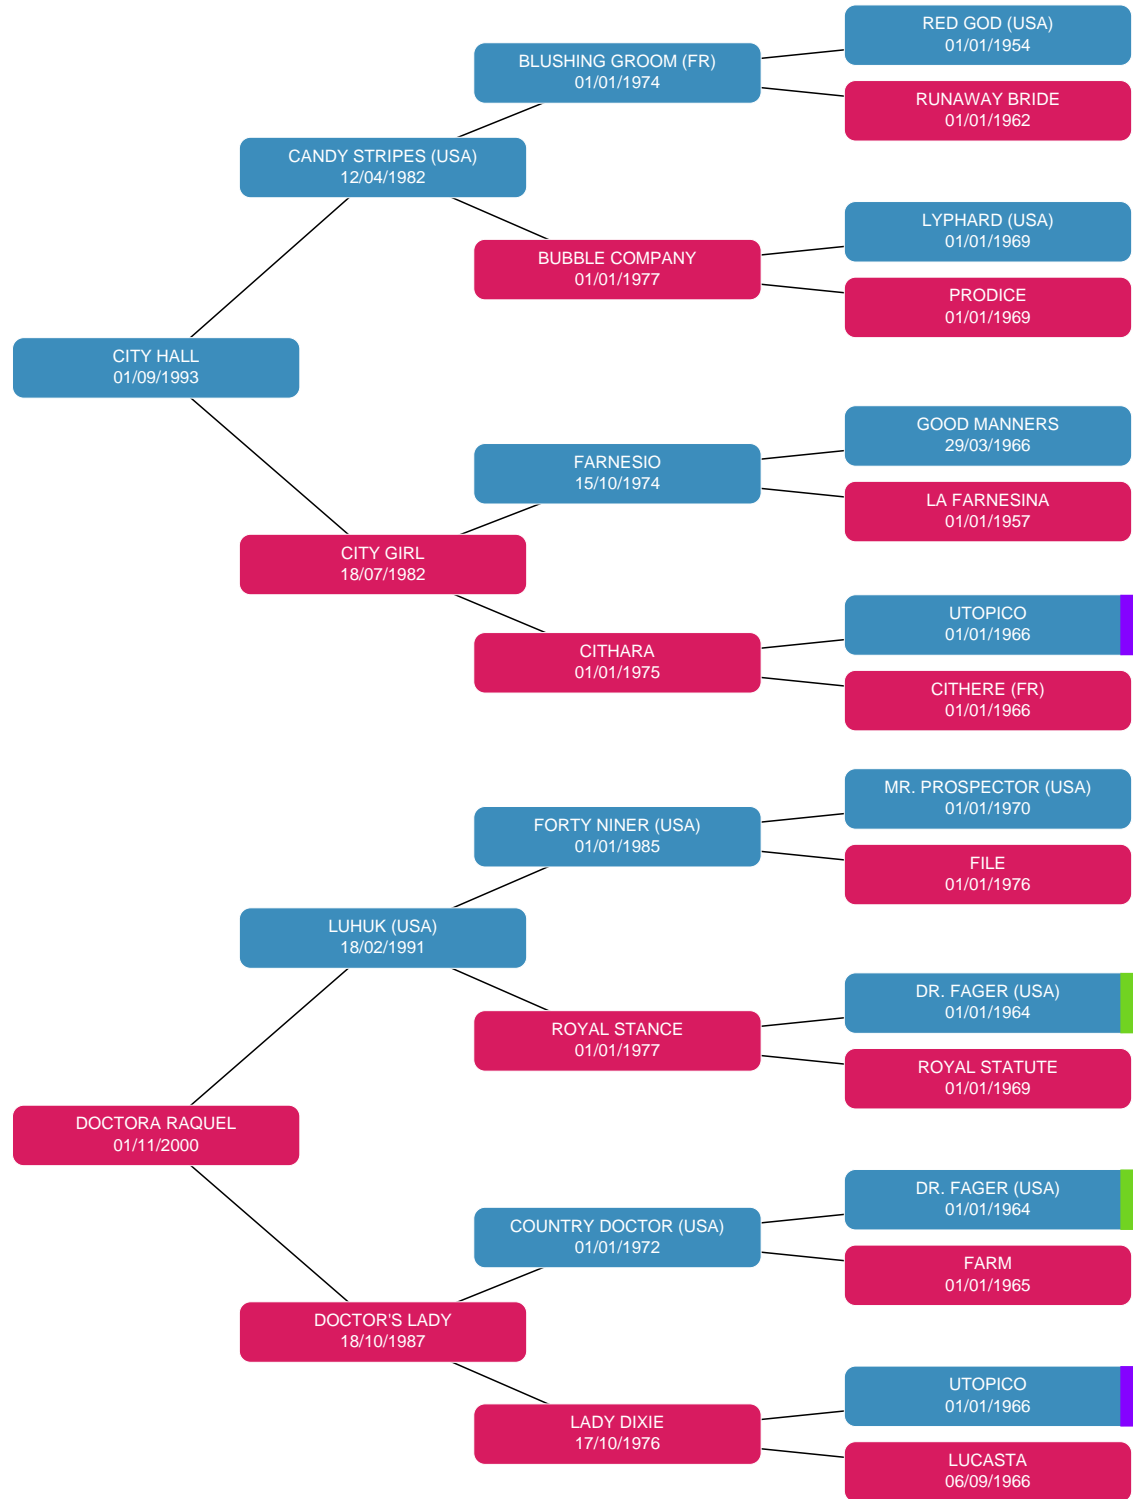 RED GOD (USA)
01/01/1954
BLUSHING GROOM (FR)
01/01/1974
RUNAWAY BRIDE
01/01/1962
CANDY STRIPES (USA)
12/04/1982
LYPHARD (USA)
01/01/1969
BUBBLE COMPANY
01/01/1977
PRODICE
01/01/1969
CITY HALL
01/09/1993
GOOD MANNERS
29/03/1966
FARNESIO
15/10/1974
LA FARNESINA
01/01/1957
CITY GIRL
18/07/1982
UTOPICO
01/01/1966
CITHARA
01/01/1975
CITHERE (FR)
01/01/1966
MR. PROSPECTOR (USA)
01/01/1970
FORTY NINER (USA)
01/01/1985
FILE
01/01/1976
LUHUK (USA)
18/02/1991
DR. FAGER (USA)
01/01/1964
ROYAL STANCE
01/01/1977
ROYAL STATUTE
01/01/1969
DOCTORA RAQUEL
01/11/2000
DR. FAGER (USA)
01/01/1964
COUNTRY DOCTOR (USA)
01/01/1972
FARM
01/01/1965
DOCTOR'S LADY
18/10/1987
UTOPICO
01/01/1966
LADY DIXIE
17/10/1976
LUCASTA
06/09/1966